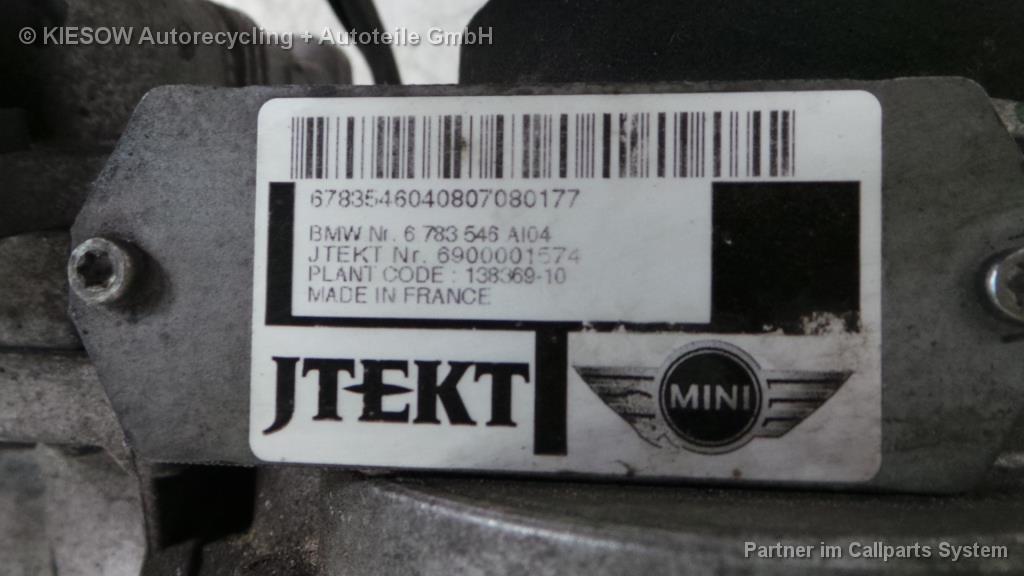 © KIESOW Autorecycling + Autoteile GmbH
6783546040807080177
BMW Nr. 6 783 546 AI04
JTEKT Nr. 6900001574
PLANT CODE : 138369-10
MADE IN FRANCE
JTEKT
MINI
Partner im Callparts System